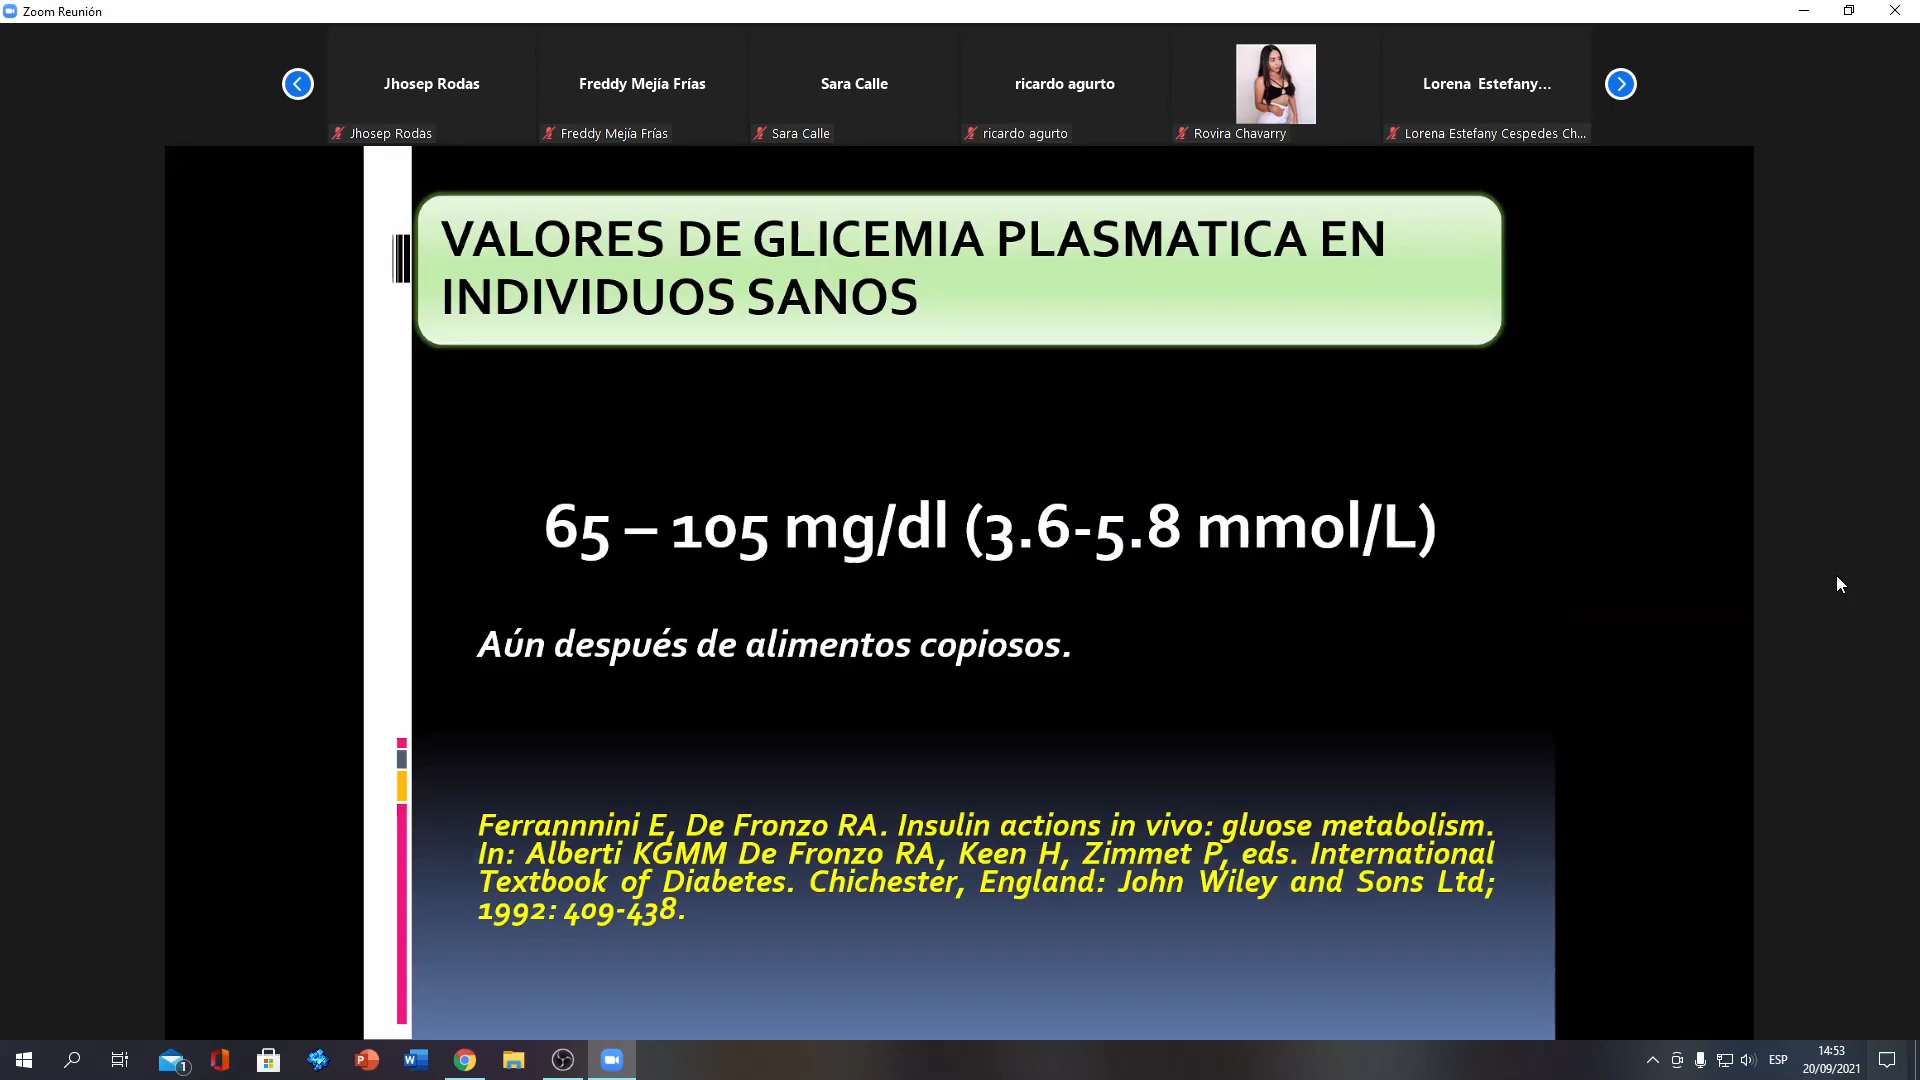 Zoom Reunión
Jhosep Rodas
Freddy Mejía Frías
Sara Calle
ricardo agurto
Lorena Estefany...
Jhosep Rodas
Freddy Mejía Frías
Sara Calle
ricardo agurto
Rovira Chavarry
Lorena Estefany Cespedes Ch...
VALORES DE GLICEMIA PLASMATICA EN
INDIVIDUOS SANOS
65 – 105 mg/dl (3.6-5.8 mmol/L)
Aún después de alimentos copiosos.
Ferrannnini E, De Fronzo RA. Insulin actions in vivo: gluose metabolism.
In: Alberti KGMM De Fronzo RA, Keen H, Zimmet P, eds. International
Textbook of Diabetes. Chichester, England: John Wiley and Sons Ltd;
1992: 409-438.
1
ESP
14:53
20/09/2021